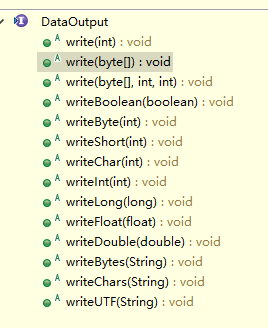 DataOutput
write(int) : void
write(byte[]) : void
write(byte[], int, int) : void
writeBoolean(boolean) : void
writeByte(int) : void
writeShort(int) : void
writeChar(int) : void
writeInt(int) : void
writeLong(long) : void
writeFloat(float) : void
writeDouble(double) : void
writeBytes(String) : void
writeChars(String) : void
writeUTF(String) : void